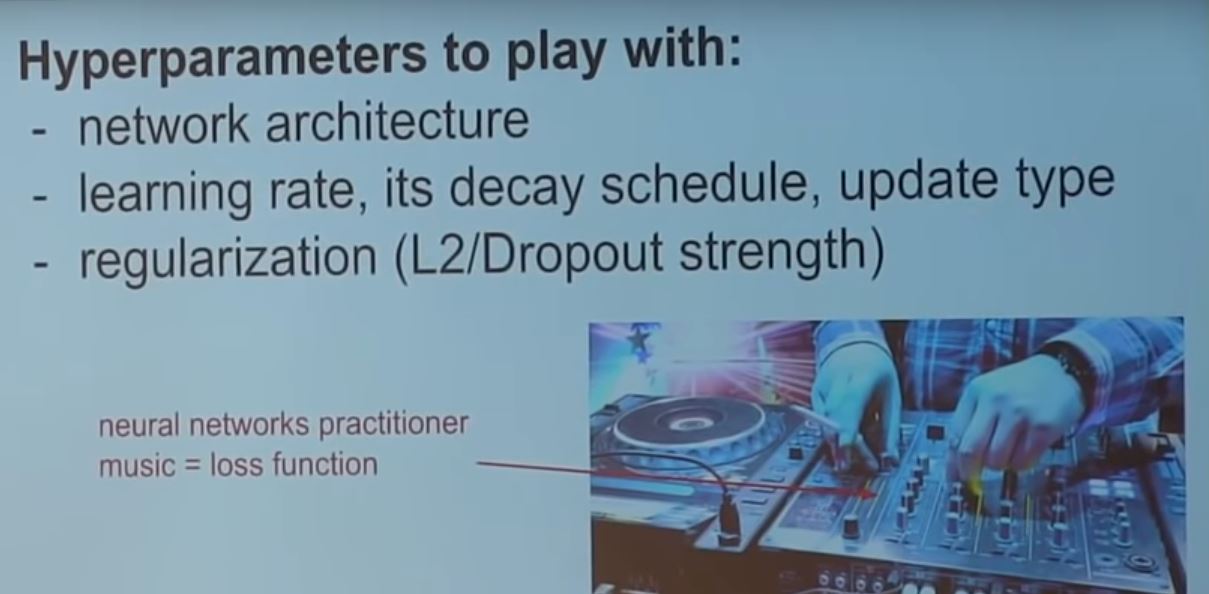 Hyperparameters to play with:
- network architecture
- learning rate, its decay schedule, update type
- regularization (L2/Dropout strength)
neural networks practitioner
music = loss function